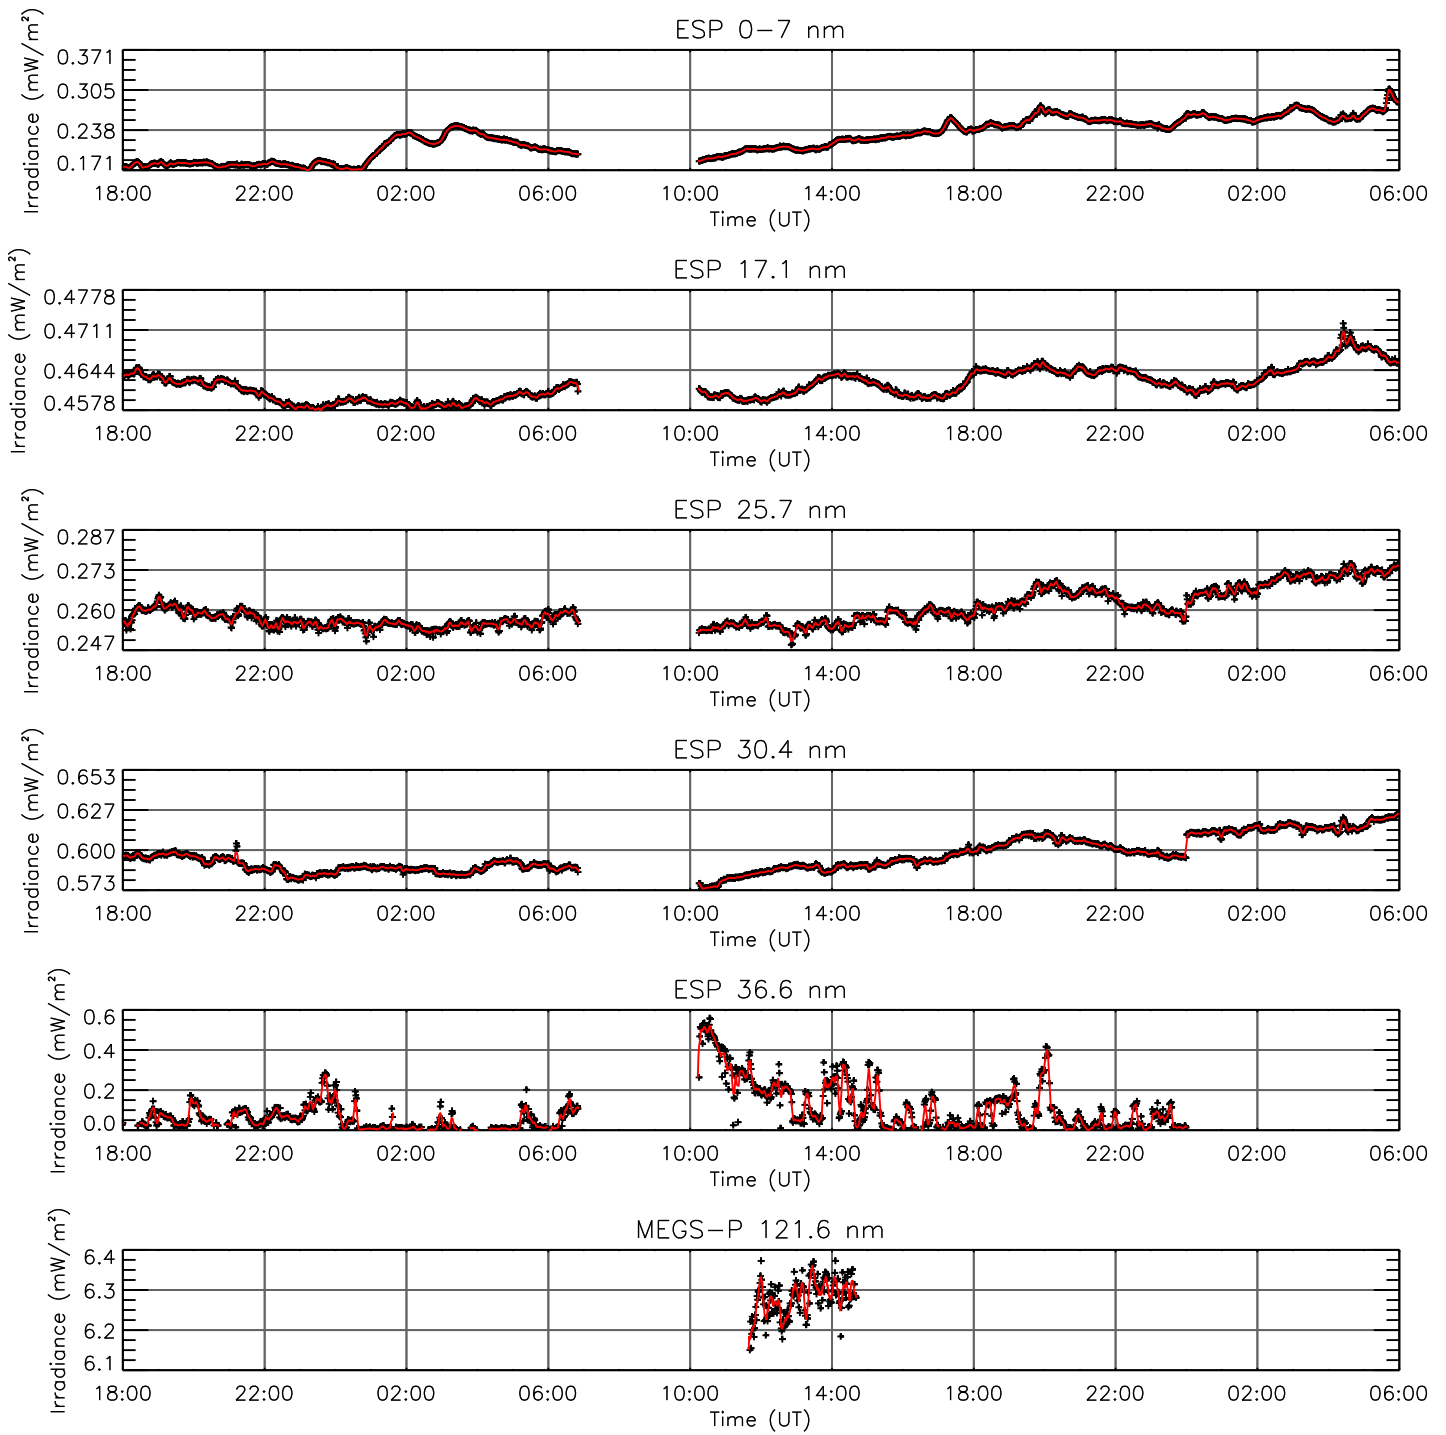 ESP 0−7 nm
Irradiance (mW/m²)
0.371
0.305
0.238
0.171
18:00 22:00 02:00 06:00 10:00 14:00 18:00 22:00 02:00 06:00
Time (UT)
ESP 17.1 nm
Irradiance (mW/m²)
0.4778
0.4711
0.4644
0.4578
18:00 22:00 02:00 06:00 10:00 14:00 18:00 22:00 02:00 06:00
Time (UT)
ESP 25.7 nm
Irradiance (mW/m²)
0.287
0.273
0.260
0.247
18:00 22:00 02:00 06:00 10:00 14:00 18:00 22:00 02:00 06:00
Time (UT)
ESP 30.4 nm
Irradiance (mW/m²)
0.653
0.627
0.600
0.573
18:00 22:00 02:00 06:00 10:00 14:00 18:00 22:00 02:00 06:00
Time (UT)
ESP 36.6 nm
Irradiance (mW/m²)
0.6
0.4
0.2
0.0
18:00 22:00 02:00 06:00 10:00 14:00 18:00 22:00 02:00 06:00
Time (UT)
MEGS−P 121.6 nm
Irradiance (mW/m²)
6.4
6.3
6.2
6.1
18:00 22:00 02:00 06:00 10:00 14:00 18:00 22:00 02:00 06:00
Time (UT)